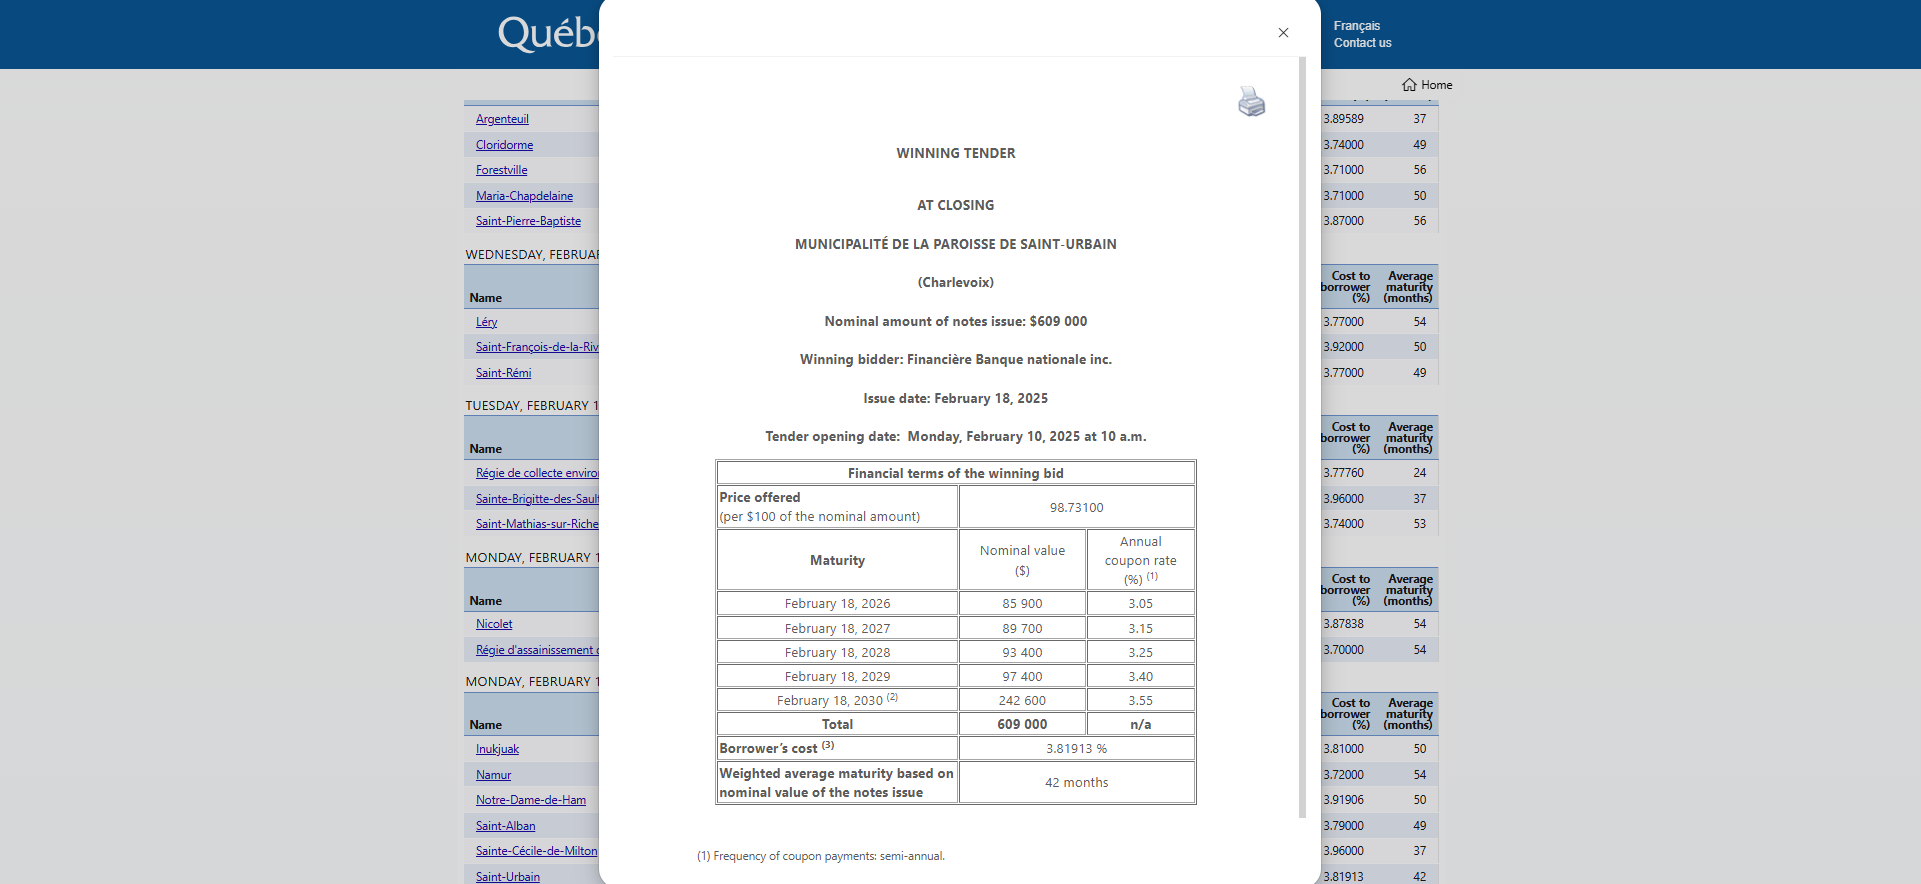 Québ
Français
Contact us
Home
Argenteuil 3.89589 37
Cloridorme 3.74000 49
Forestville 3.71000 56
Maria-Chapdelaine 3.71000 50
Saint-Pierre-Baptiste 3.87000 56
WEDNESDAY, FEBRUAR
Name Cost to borrower (%) Average maturity (months)
Léry 3.77000 54
Saint-François-de-la-Riv 3.92000 50
Saint-Rémi 3.77000 49
TUESDAY, FEBRUARY 1
Name Cost to borrower (%) Average maturity (months)
Régie de collecte enviro 3.77760 24
Sainte-Brigitte-des-Sault 3.96000 37
Saint-Mathias-sur-Riche 3.74000 53
MONDAY, FEBRUARY 1
Name Cost to borrower (%) Average maturity (months)
Nicolet 3.87838 54
Régie d'assainissement 3.70000 54
MONDAY, FEBRUARY 1
Name Cost to borrower (%) Average maturity (months)
Inukjuak 3.81000 50
Namur 3.72000 54
Notre-Dame-de-Ham 3.91906 50
Saint-Alban 3.79000 49
Sainte-Cécile-de-Milton 3.96000 37
Saint-Urbain 3.81913 42
WINNING TENDER
AT CLOSING
MUNICIPALITÉ DE LA PAROISSE DE SAINT-URBAIN
(Charlevoix)
Nominal amount of notes issue: $609 000
Winning bidder: Financière Banque nationale inc.
Issue date: February 18, 2025
Tender opening date: Monday, February 10, 2025 at 10 a.m.
Financial terms of the winning bid
Price offered
(per $100 of the nominal amount) 98.73100
Maturity Nominal value ($) Annual coupon rate (%) (1)
February 18, 2026 85 900 3.05
February 18, 2027 89 700 3.15
February 18, 2028 93 400 3.25
February 18, 2029 97 400 3.40
February 18, 2030 (2) 242 600 3.55
Total 609 000 n/a
Borrower’s cost (3) 3.81913 %
Weighted average maturity based on
nominal value of the notes issue 42 months
(1) Frequency of coupon payments: semi-annual.